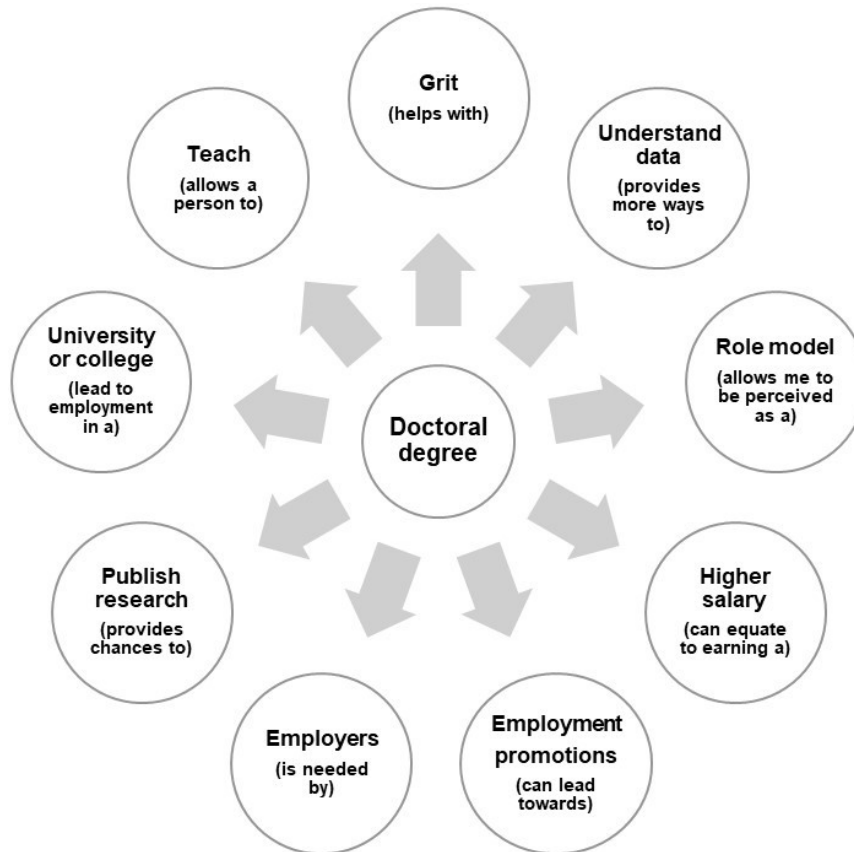 Grit
(helps with)
Understand
data
(provides
more ways
to)
Role model
(allows me to
be perceived
as a)
Higher
salary
(can equate
to earning a)
Employment
promotions
(can lead
towards)
Employers
(is needed
by)
Publish
research
(provides
chances to)
University
or college
(lead to
employment
in a)
Teach
(allows a
person to)
Doctoral
degree